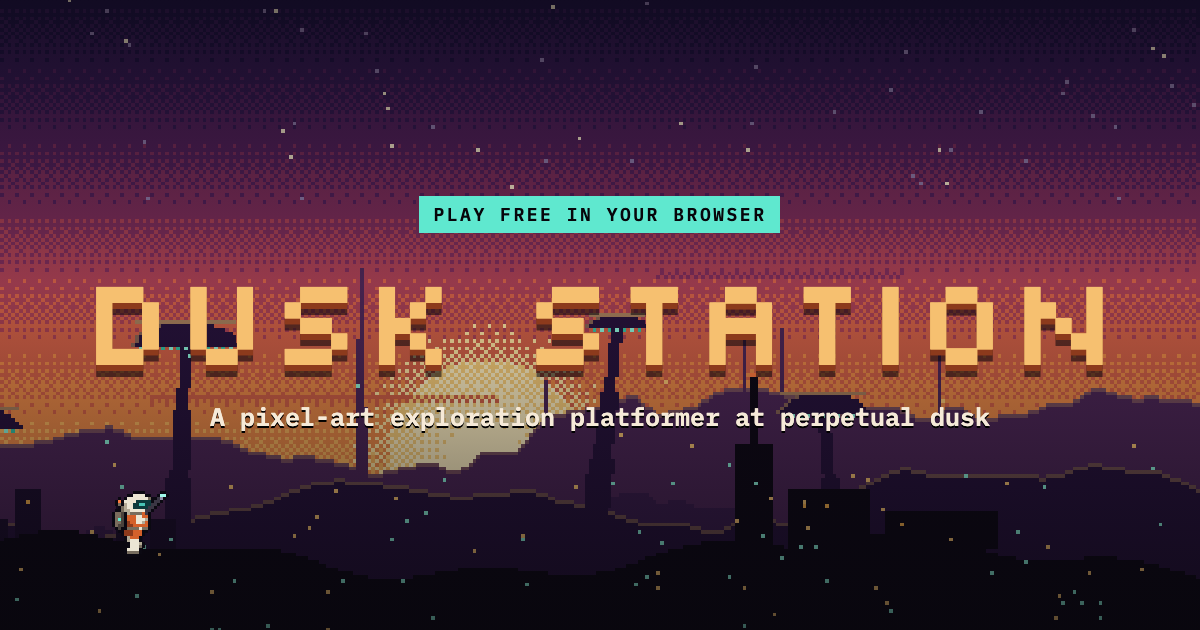 PLAY FREE IN YOUR BROWSER
DUSK STATION
A pixel-art exploration platformer at perpetual dusk